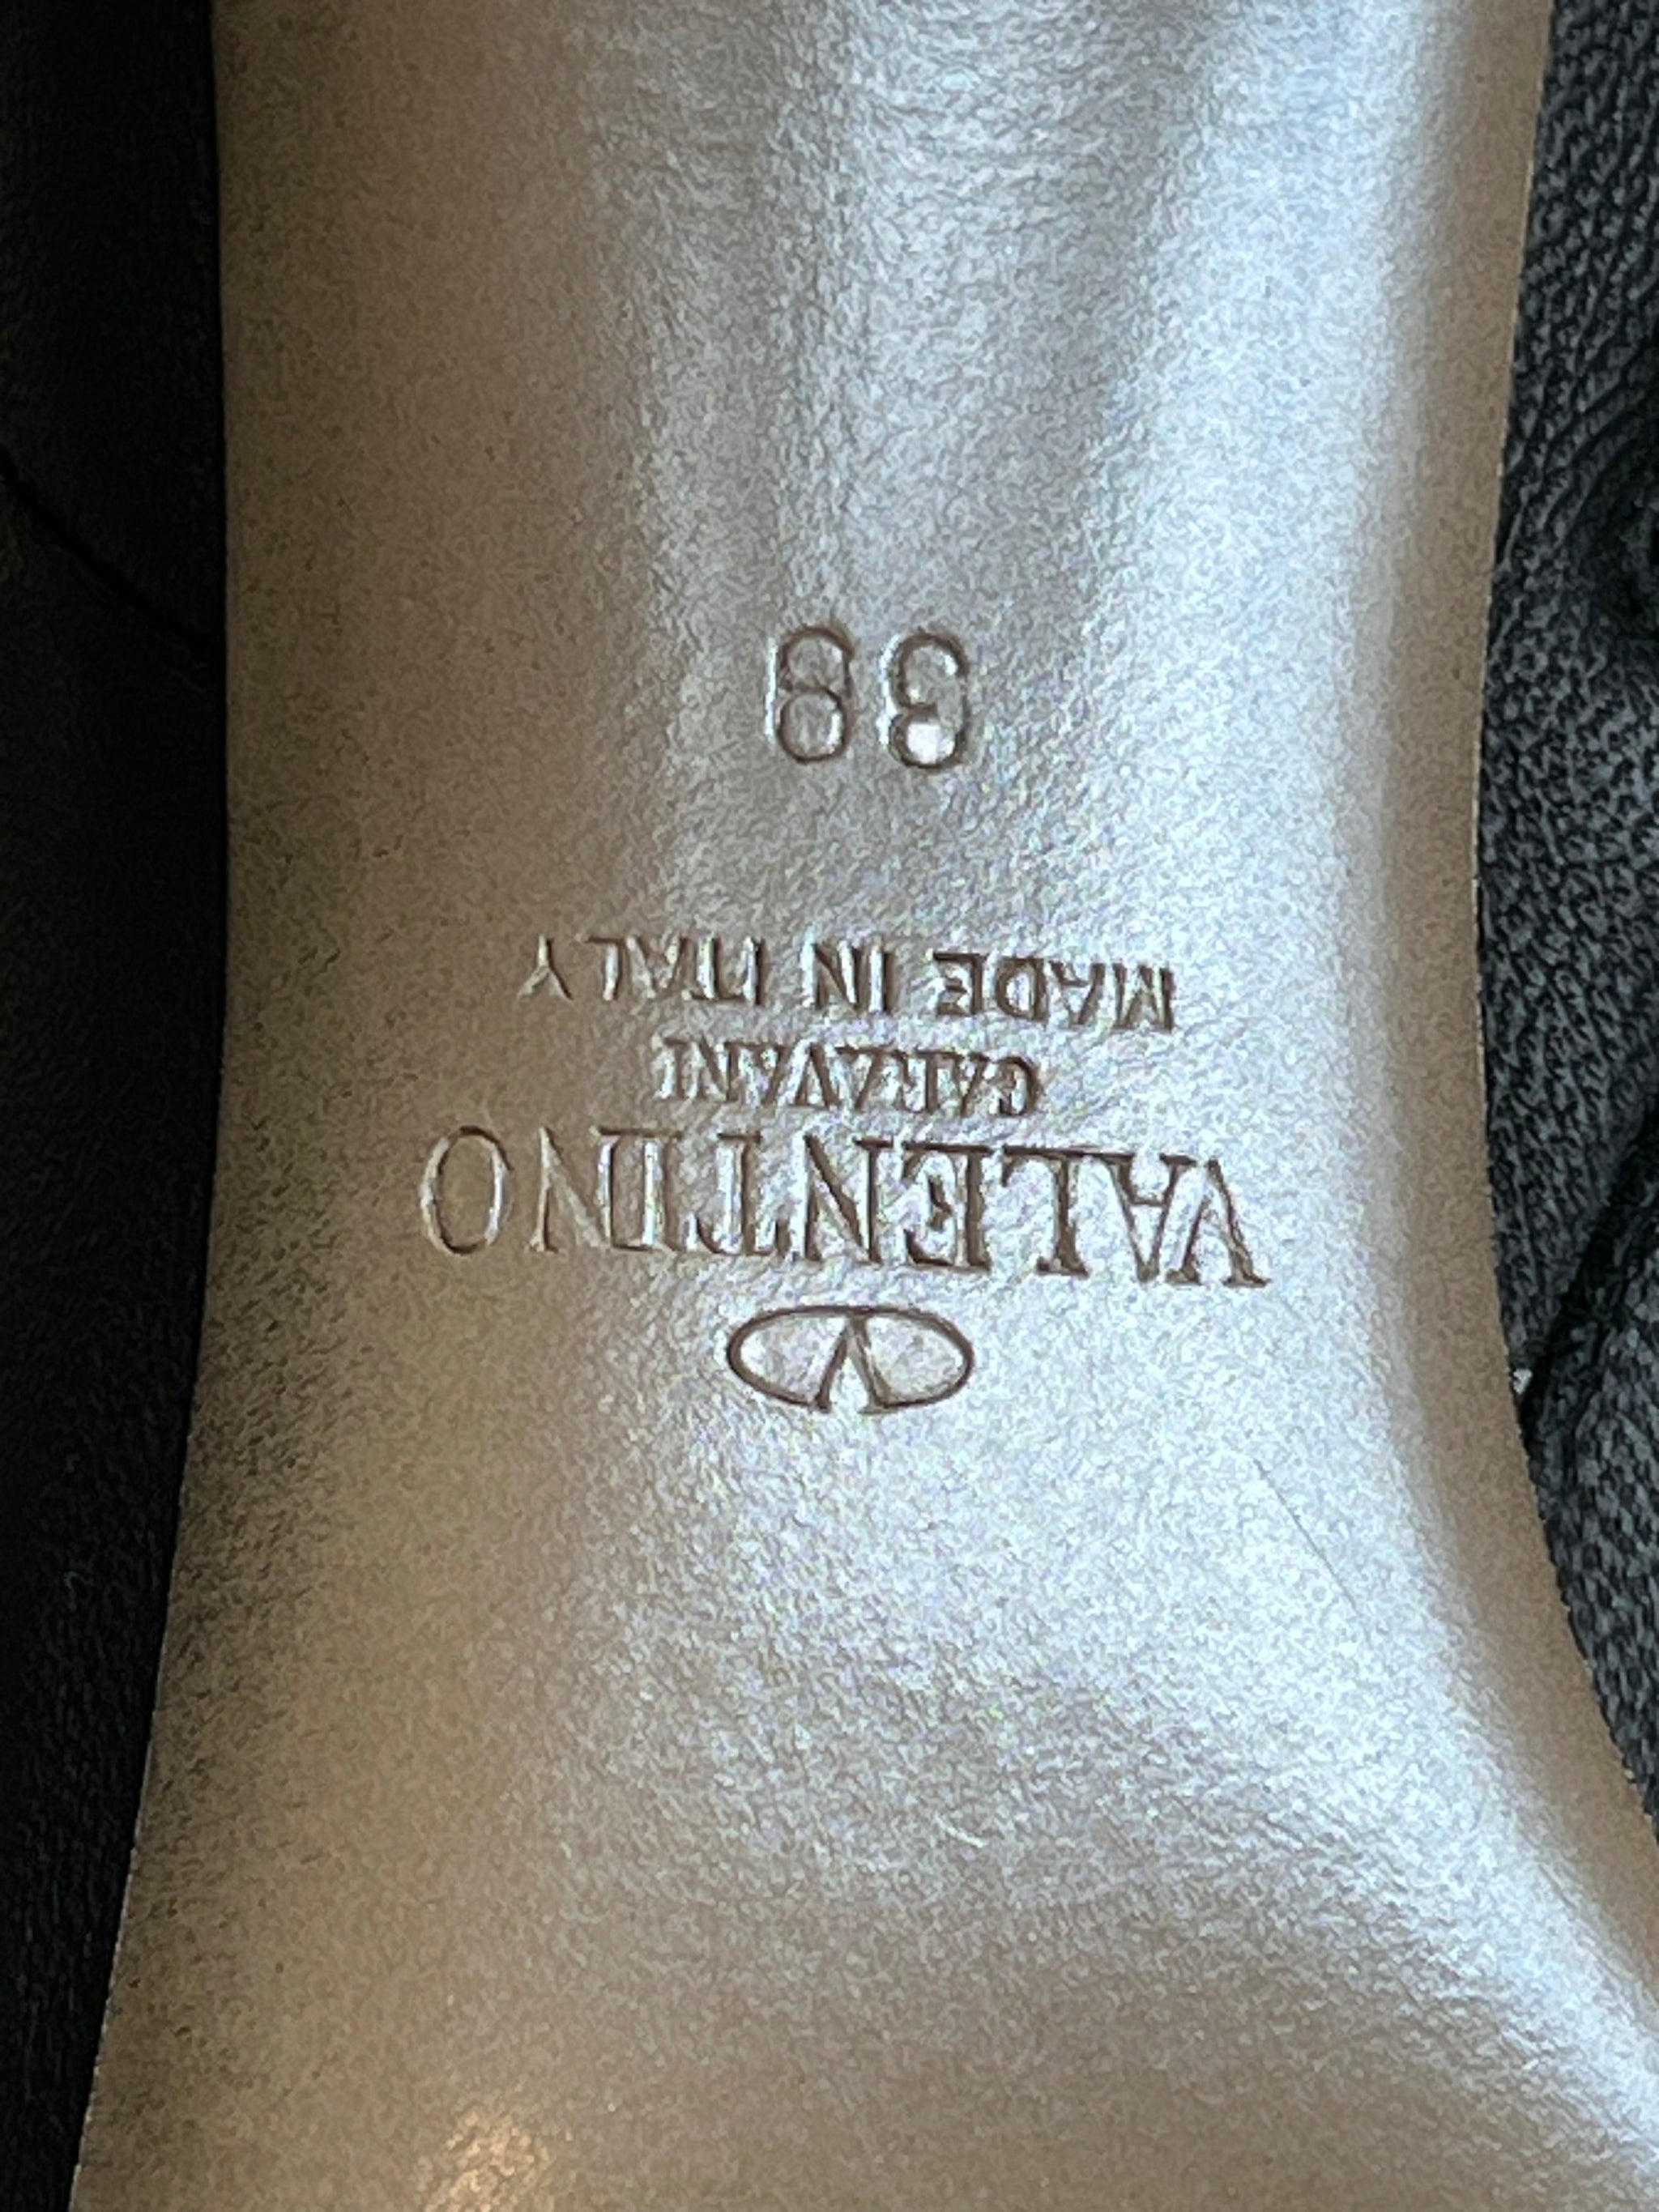 V
VALENTINO
GARAVANI
MADE IN ITALY
38